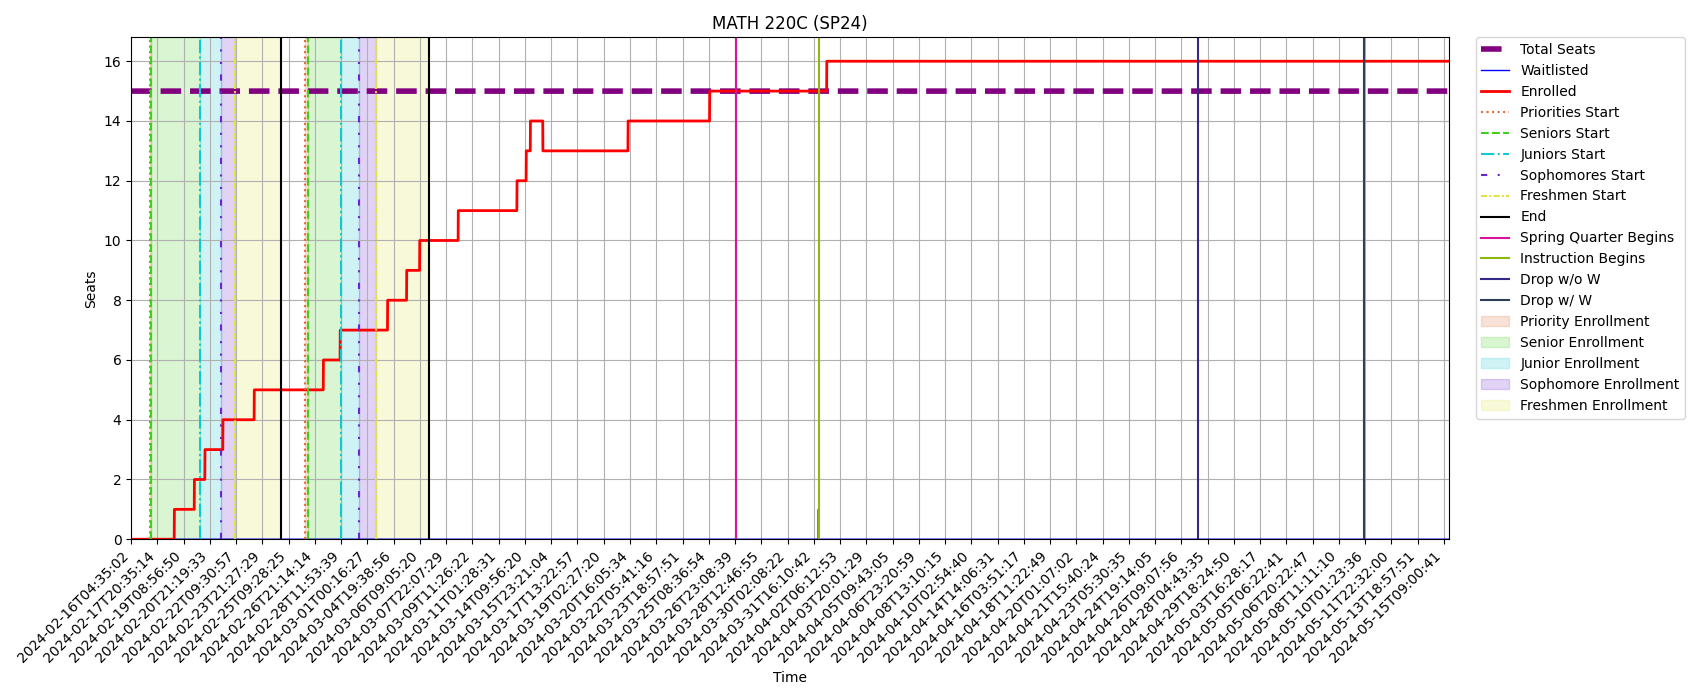 MATH 220C (SP24)
16
14
12
10
8
6
4
2
0
Seats
2024-02-16T04:35:02
2024-02-17T20:35:14
2024-02-19T08:56:50
2024-02-20T21:19:33
2024-02-22T09:30:57
2024-02-23T21:27:29
2024-02-25T09:28:25
2024-02-26T21:14:14
2024-02-28T11:53:39
2024-03-01T00:16:27
2024-03-04T19:38:56
2024-03-06T09:05:20
2024-03-07T22:07:29
2024-03-11T01:26:22
2024-03-12T11:28:31
2024-03-14T09:56:20
2024-03-15T23:21:04
2024-03-17T13:22:57
2024-03-19T02:27:20
2024-03-20T16:05:34
2024-03-22T05:41:16
2024-03-23T18:57:51
2024-03-25T08:36:54
2024-03-26T23:08:39
2024-03-28T12:46:55
2024-03-30T02:08:22
2024-03-31T16:10:42
2024-04-02T06:12:53
2024-04-03T20:01:29
2024-04-05T09:43:05
2024-04-06T23:20:59
2024-04-08T13:10:15
2024-04-10T02:54:40
2024-04-14T14:06:31
2024-04-16T03:51:17
2024-04-18T11:22:49
2024-04-20T01:07:02
2024-04-21T15:40:24
2024-04-23T05:30:35
2024-04-24T19:14:05
2024-04-26T09:07:56
2024-04-28T04:43:35
2024-04-29T18:24:50
2024-05-03T16:28:17
2024-05-05T06:22:41
2024-05-06T20:22:47
2024-05-08T11:11:10
2024-05-10T01:23:36
2024-05-11T22:32:00
2024-05-13T18:57:51
2024-05-15T09:00:41
Time
Total Seats
Waitlisted
Enrolled
Priorities Start
Seniors Start
Juniors Start
Sophomores Start
Freshmen Start
End
Spring Quarter Begins
Instruction Begins
Drop w/o W
Drop w/ W
Priority Enrollment
Senior Enrollment
Junior Enrollment
Sophomore Enrollment
Freshmen Enrollment